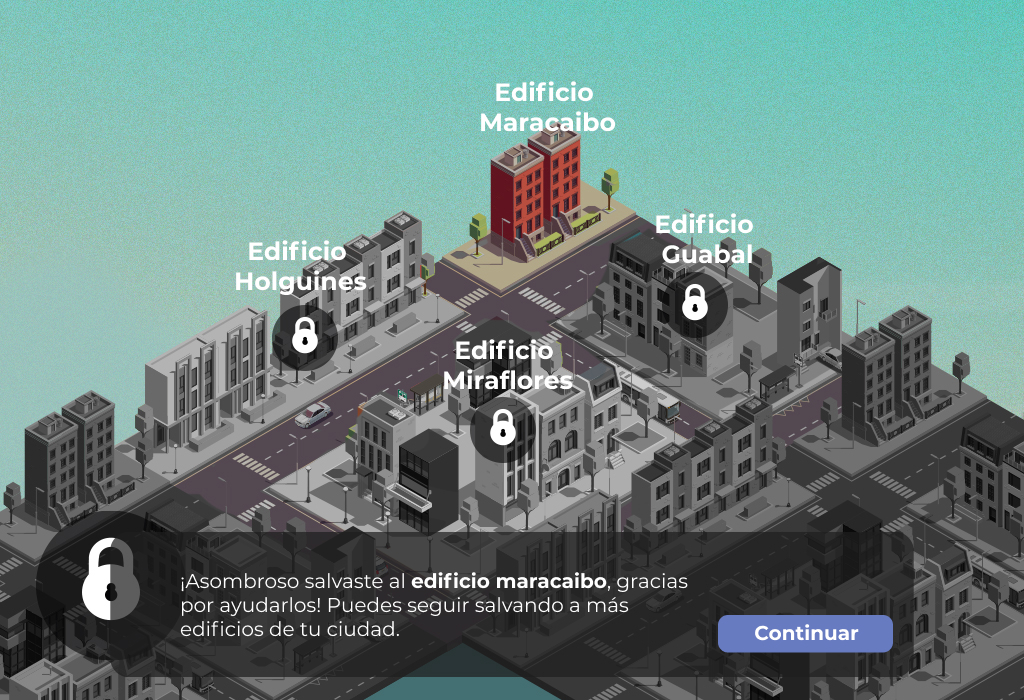 Edificio
Maracaibo
Edificio
Guabal
Edificio
Holguines
Edificio
Miraflores
¡Asombroso salvaste al edificio maracaibo, gracias
por ayudarlos! Puedes seguir salvando a más
edificios de tu ciudad.
Continuar